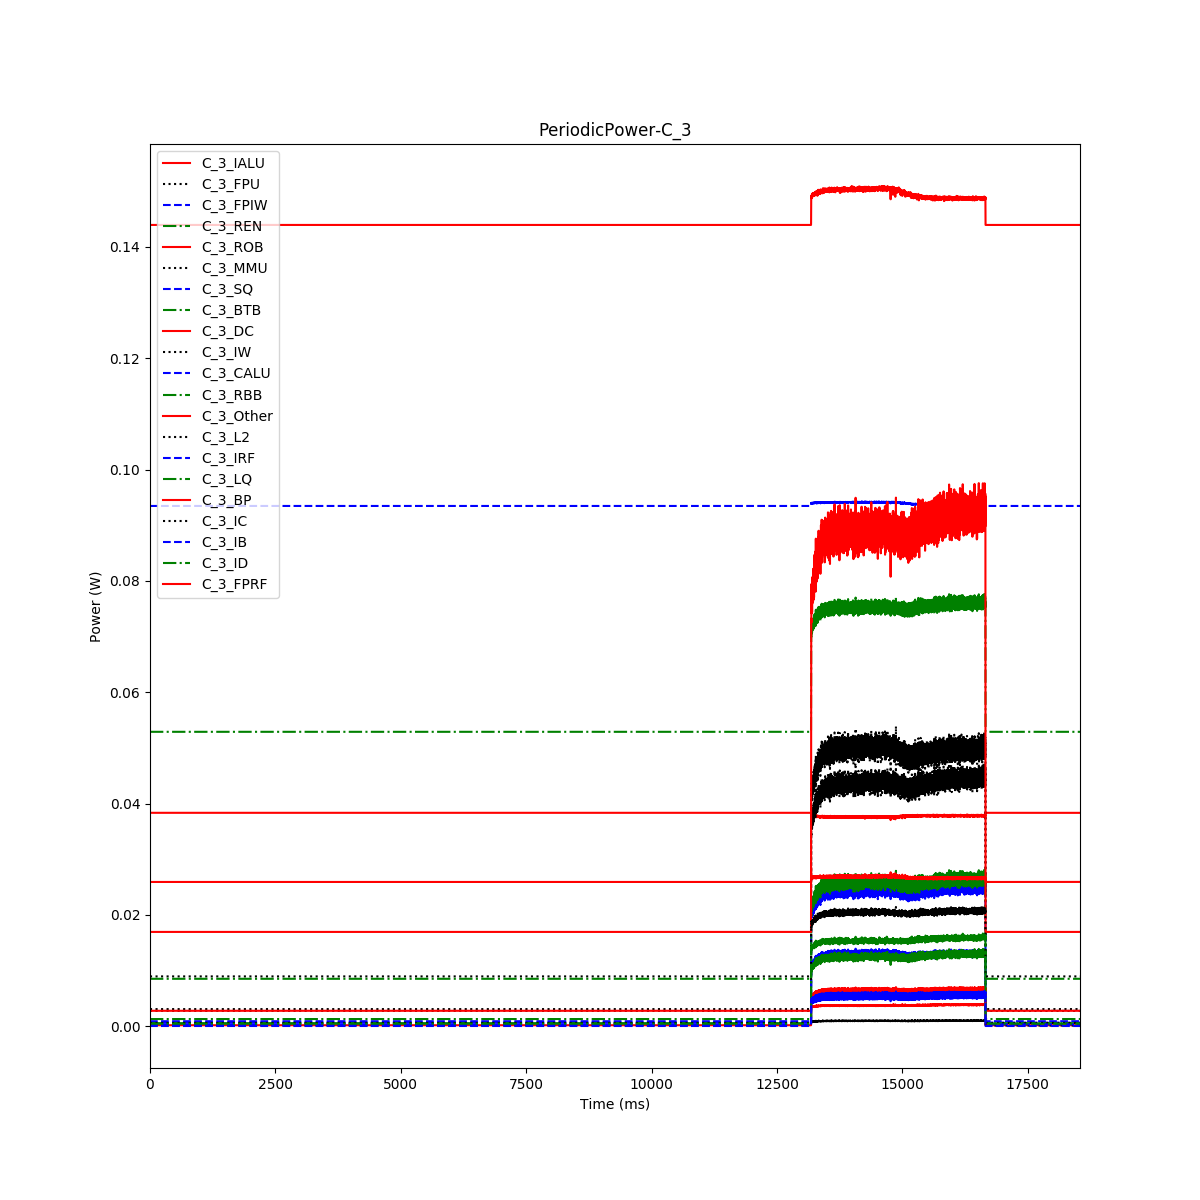 PeriodicPower-C_3
C_3_IALU
C_3_FPU
C_3_FPIW
C_3_REN
C_3_ROB
C_3_MMU
C_3_SQ
C_3_BTB
C_3_DC
C_3_IW
C_3_CALU
C_3_RBB
C_3_Other
C_3_L2
C_3_IRF
C_3_LQ
C_3_BP
C_3_IC
C_3_IB
C_3_ID
C_3_FPRF
0.14
0.12
0.10
0.08
0.06
0.04
0.02
0.00
Power (W)
0 2500 5000 7500 10000 12500 15000 17500
Time (ms)